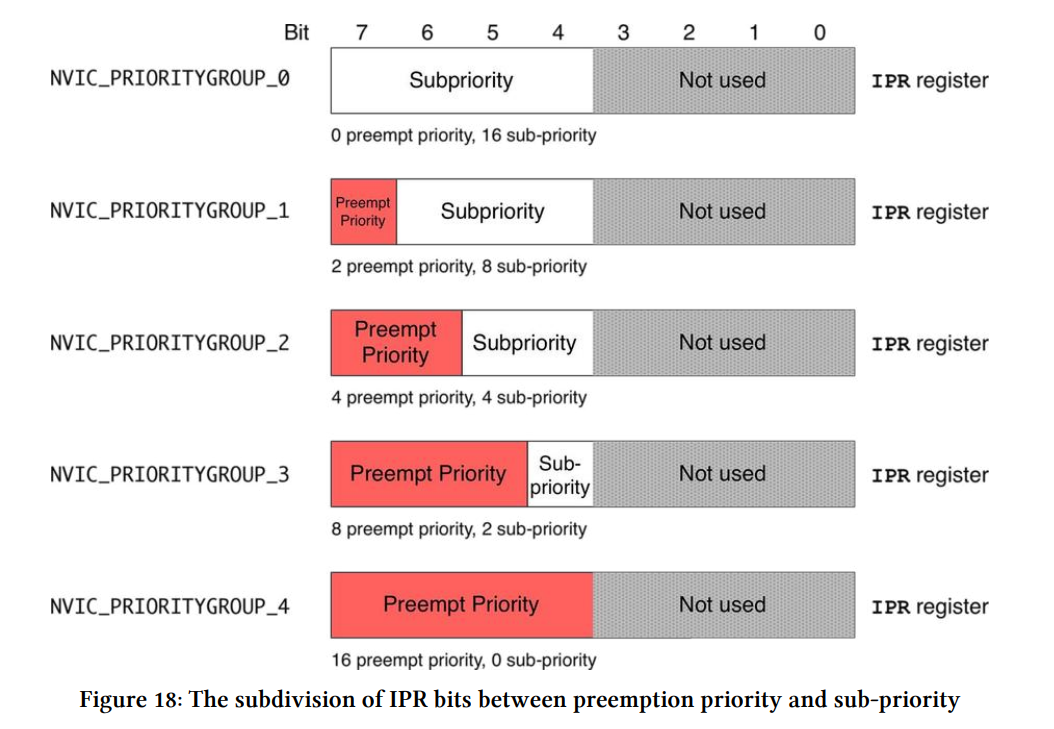 Bit 7 6 5 4 3 2 1 0
NVIC_PRIORITYGROUP_0 Subpriority Not used IPR register
0 preempt priority, 16 sub-priority
NVIC_PRIORITYGROUP_1 Preempt Priority Subpriority Not used IPR register
2 preempt priority, 8 sub-priority
NVIC_PRIORITYGROUP_2 Preempt Priority Subpriority Not used IPR register
4 preempt priority, 4 sub-priority
NVIC_PRIORITYGROUP_3 Preempt Priority Sub-priority Not used IPR register
8 preempt priority, 2 sub-priority
NVIC_PRIORITYGROUP_4 Preempt Priority Not used IPR register
16 preempt priority, 0 sub-priority
Figure 18: The subdivision of IPR bits between preemption priority and sub-priority